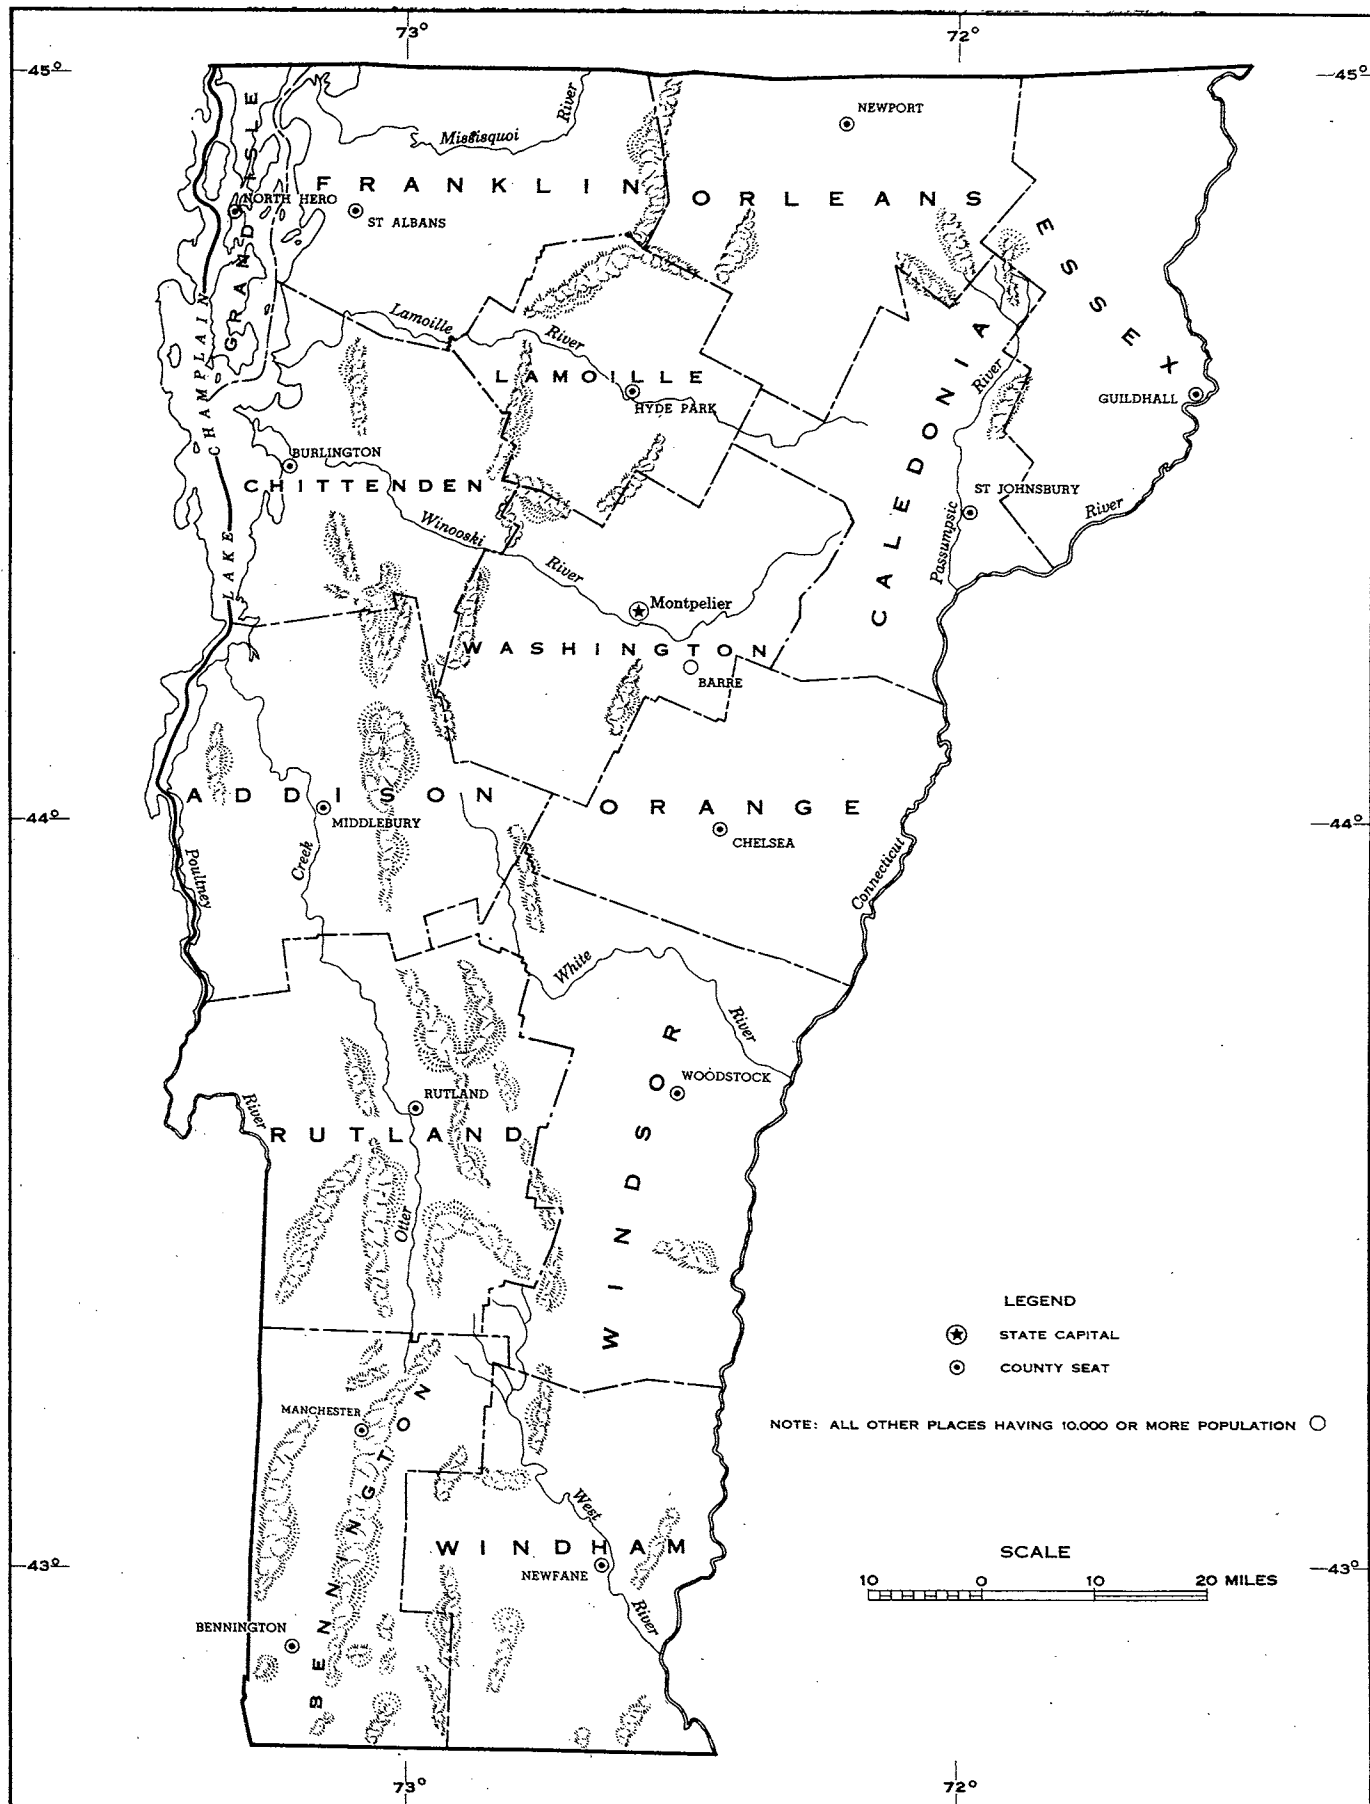 73°
72°
45°
45°
NEWPORT
Missisquoi
River
GRAND ISLE
FRANKLIN
ORLEANS
NORTH HERO
ST ALBANS
ESSEX
LAKE CHAMPLAIN
Lamoille
River
LAMOILLE
HYDE PARK
CALEDONIA
River
GUILDHALL
BURLINGTON
CHITTENDEN
ST JOHNSBURY
Passumpsic
River
Winooski
River
Montpelier
WASHINGTON
BARRE
ADDISON
ORANGE
44°
44°
MIDDLEBURY
CHELSEA
Creek
Poultney
Connecticut
White
River
WOODSTOCK
RUTLAND
River
RUTLAND
WINDSOR
Otter
LEGEND
STATE CAPITAL
COUNTY SEAT
MANCHESTER
NOTE: ALL OTHER PLACES HAVING 10,000 OR MORE POPULATION
BENNINGTON
West
WINDHAM
NEWFANE
River
43°
43°
SCALE
10 0 10 20 MILES
BENNINGTON
73°
72°